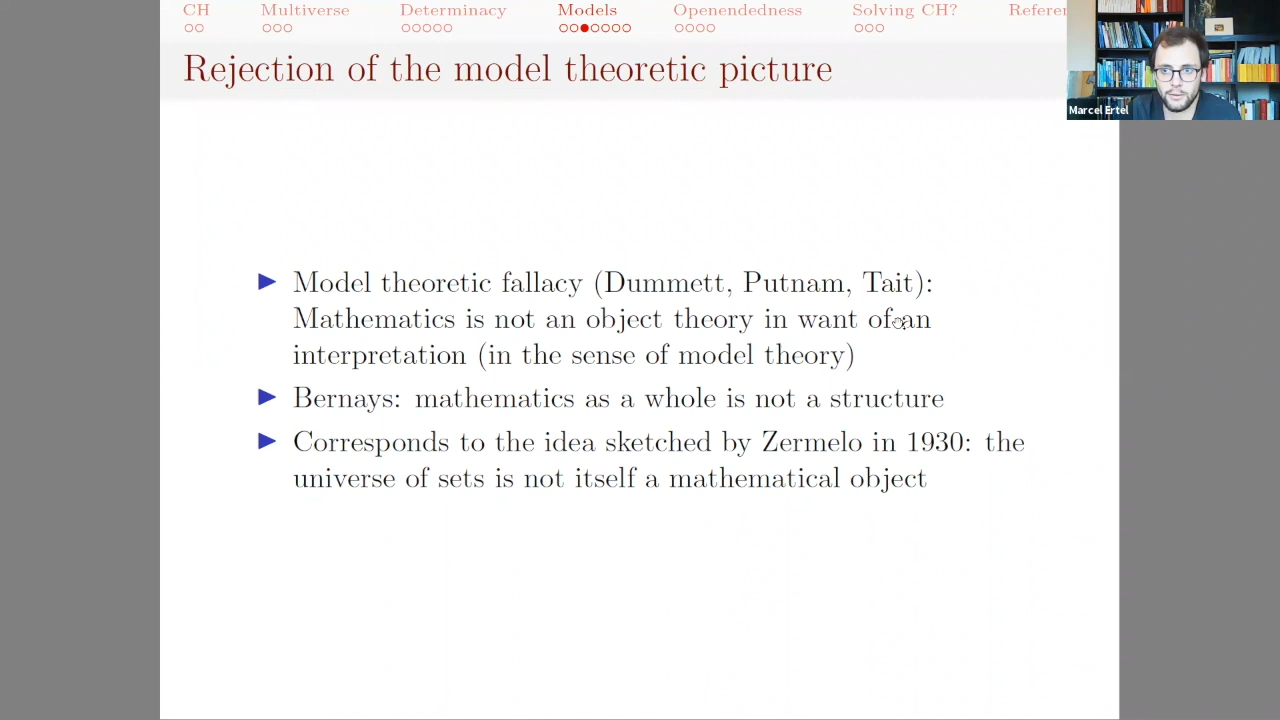 CH
Multiverse
Determinacy
Models
Openendedness
Solving CH?
Refere
Rejection of the model theoretic picture
Marcel Ertel
Model theoretic fallacy (Dummett, Putnam, Tait):
Mathematics is not an object theory in want of an
interpretation (in the sense of model theory)
Bernays: mathematics as a whole is not a structure
Corresponds to the idea sketched by Zermelo in 1930: the
universe of sets is not itself a mathematical object